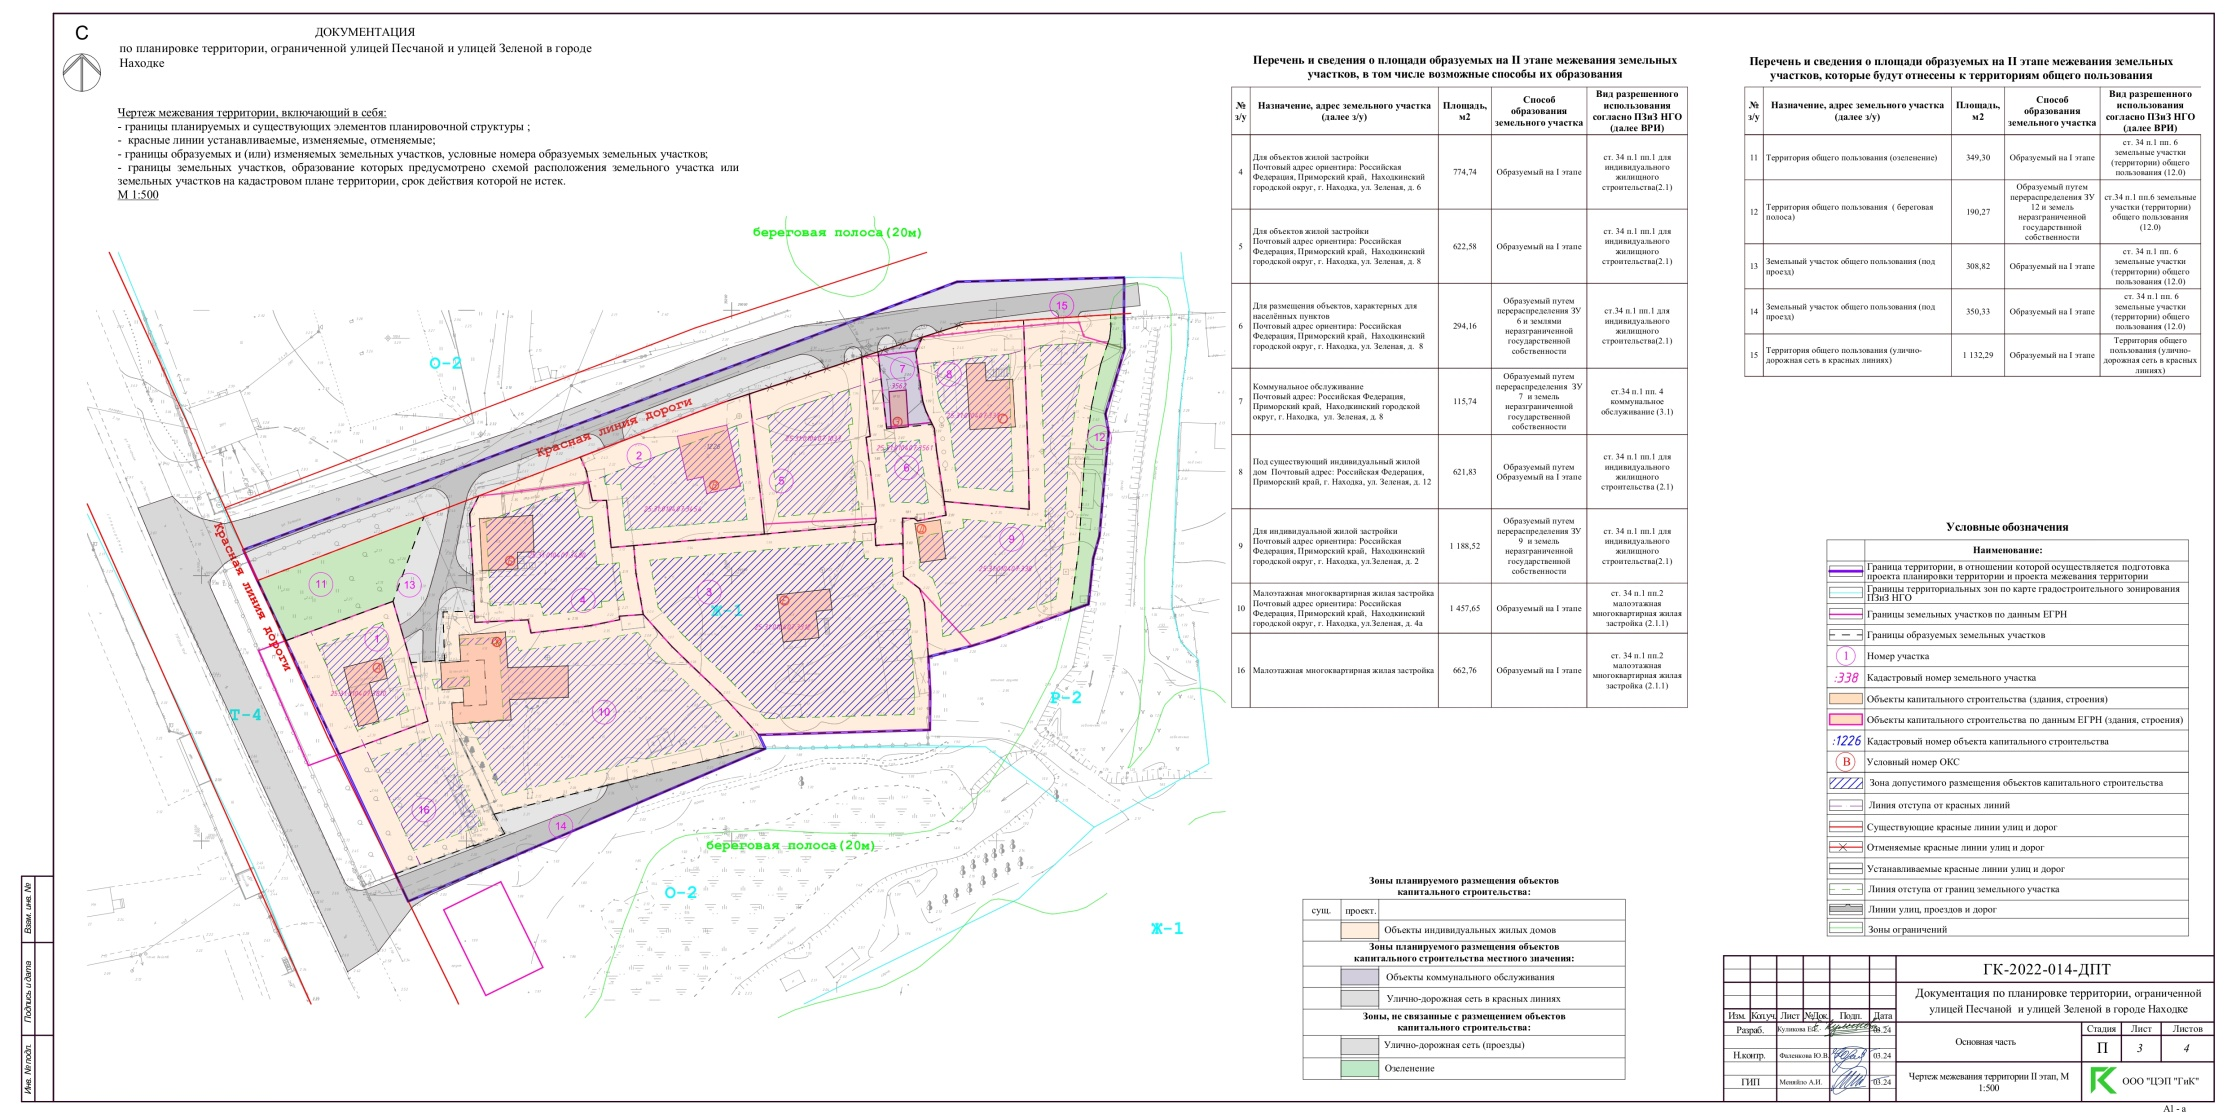 С
ДОКУМЕНТАЦИЯ
по планировке территории, ограниченной улицей Песчаной и улицей Зеленой в городе
Находке
Чертеж межевания территории, включающий в себя:
- границы планируемых и существующих элементов планировочной структуры ;
- красные линии устанавливаемые, изменяемые, отменяемые;
- границы образуемых и (или) изменяемых земельных участков, условные номера образуемых земельных участков;
- границы земельных участков, образование которых предусмотрено схемой расположения земельного участка или
земельных участков на кадастровом плане территории, срок действия которой не истек.
М 1:500
береговая полоса(20м)
О-2
Красная линия дороги
Красная линия дороги
15
7
3562
8
12
2
1226
5
6
9
11
13
4
3
Ж-1
1
10
16
14
Т-4
Р-2
береговая полоса(20м)
О-2
Ж-1
Перечень и сведения о площади образуемых на II этапе межевания земельных
участков, в том числе возможные способы их образования
№
з/у
Назначение, адрес земельного участка
(далее з/у)
Площадь,
м2
Способ
образования
земельного участка
Вид разрешенного
использования
согласно ПЗиЗ НГО
(далее ВРИ)
4
Для объектов жилой застройки
Почтовый адрес ориентира: Российская
Федерация, Приморский край, Находкинский
городской округ, г. Находка, ул. Зеленая, д. 6
774,74
Образуемый на I этапе
ст. 34 п.1 пп.1 для
индивидуального
жилищного
строительства(2.1)
5
Для объектов жилой застройки
Почтовый адрес ориентира: Российская
Федерация, Приморский край, Находкинский
городской округ, г. Находка, ул. Зеленая, д. 8
622,58
Образуемый на I этапе
ст. 34 п.1 пп.1 для
индивидуального
жилищного
строительства(2.1)
6
Для размещения объектов, характерных для
населённых пунктов
Почтовый адрес ориентира: Российская
Федерация, Приморский край, Находкинский
городской округ, г. Находка, ул. Зеленая, д. 8
294,16
Образуемый путем
перераспределения ЗУ
6 и землями
неразграниченной
государственной
собственности
ст.34 п.1 пп.1 для
индивидуального
жилищного
строительства(2.1)
7
Коммунальное обслуживание
Почтовый адрес: Российская Федерация,
Приморский край, Находкинский городской
округ, г. Находка, ул. Зеленая, д. 8
115,74
Образуемый путем
перераспределения ЗУ
7 и земель
неразграниченной
государственной
собственности
ст.34 п.1 пп. 4
коммунальное
обслуживание (3.1)
8
Под существующий индивидуальный жилой
дом Почтовый адрес: Российская Федерация,
Приморский край, г. Находка, ул. Зеленая, д. 12
621,83
Образуемый путем
Образуемый на I этапе
ст. 34 п.1 пп.1 для
индивидуального
жилищного
строительства (2.1)
9
Для индивидуальной жилой застройки
Почтовый адрес ориентира: Российская
Федерация, Приморский край, Находкинский
городской округ, г. Находка, ул.Зеленая, д. 2
1 188,52
Образуемый путем
перераспределения ЗУ
9 и земель
неразграниченной
государственной
собственности
ст. 34 п.1 пп.1 для
индивидуального
жилищного
строительства(2.1)
10
Малоэтажная многоквартирная жилая застройка
Почтовый адрес ориентира: Российская
Федерация, Приморский край, Находкинский
городской округ, г. Находка, ул.Зеленая, д. 4а
1 457,65
Образуемый на I этапе
ст. 34 п.1 пп.2
малоэтажная
многоквартирная жилая
застройка (2.1.1)
16
Малоэтажная многоквартирная жилая застройка
662,76
Образуемый на I этапе
ст. 34 п.1 пп.2
малоэтажная
многоквартирная жилая
застройка (2.1.1)
Перечень и сведения о площади образуемых на II этапе межевания земельных
участков, которые будут отнесены к территориям общего пользования
№
з/у
Назначение, адрес земельного участка
(далее з/у)
Площадь,
м2
Способ
образования
земельного участка
Вид разрешенного
использования
согласно ПЗиЗ НГО
(далее ВРИ)
11
Территория общего пользования (озеленение)
349,30
Образуемый на I этапе
ст. 34 п.1 пп. 6
земельные участки
(территории) общего
пользования (12.0)
12
Территория общего пользования ( береговая
полоса)
190,27
Образуемый путем
перераспределения ЗУ
12 и земель
неразграниченной
государствнной
собственности
ст.34 п.1 пп.6 земельные
участки (территории)
общего пользования
(12.0)
13
Земельный участок общего пользования (под
проезд)
308,82
Образуемый на I этапе
ст. 34 п.1 пп. 6
земельные участки
(территории) общего
пользования (12.0)
14
Земельный участок общего пользования (под
проезд)
350,33
Образуемый на I этапе
ст. 34 п.1 пп. 6
земельные участки
(территории) общего
пользования (12.0)
15
Территория общего пользования (улично-
дорожная сеть в красных линиях)
1 132,29
Образуемый на I этапе
Территория общего
пользования (улично-
дорожная сеть в красных
линиях)
Условные обозначения
Наименование:
Граница территории, в отношении которой осуществляется подготовка
проекта планировки территории и проекта межевания территории
Границы территориальных зон по карте градостроительного зонирования
ПЗиЗ НГО
Границы земельных участков по данным ЕГРН
Границы образуемых земельных участков
1 Номер участка
:338 Кадастровый номер земельного участка
Объекты капитального строительства (здания, строения)
Объекты капитального строительства по данным ЕГРН (здания, строения)
:1226 Кадастровый номер объекта капитального строительства
В Условный номер ОКС
Зона допустимого размещения объектов капитального строительства
Линия отступа от красных линий
Существующие красные линии улиц и дорог
Отменяемые красные линии улиц и дорог
Устанавливаемые красные линии улиц и дорог
Линия отступа от границ земельного участка
Линии улиц, проездов и дорог
Зоны ограничений
Зоны планируемого размещения объектов
капитального строительства:
сущ. проект.
Объекты индивидуальных жилых домов
Зоны планируемого размещения объектов
капитального строительства местного значения:
Объекты коммунального обслуживания
Улично-дорожная сеть в красных линиях
Зоны, не связанные с размещением объектов
капитального строительства:
Улично-дорожная сеть (проезды)
Озеленение
ГК-2022-014-ДПТ
Документация по планировке территории, ограниченной
улицей Песчаной и улицей Зеленой в городе Находке
Изм. Кол.уч. Лист №Док. Подп. Дата
Разраб. Куликова Е.С. 03.24
Н.контр. Филенкова Ю.В. 03.24
ГИП Меняйло А.И. 03.24
Основная часть
Стадия Лист Листов
П 3 4
Чертеж межевания территории II этап, М
1:500
ООО "ЦЭП "ГиК"
А1 - а
Взам. инв. №
Подпись и дата
Инв. № подл.